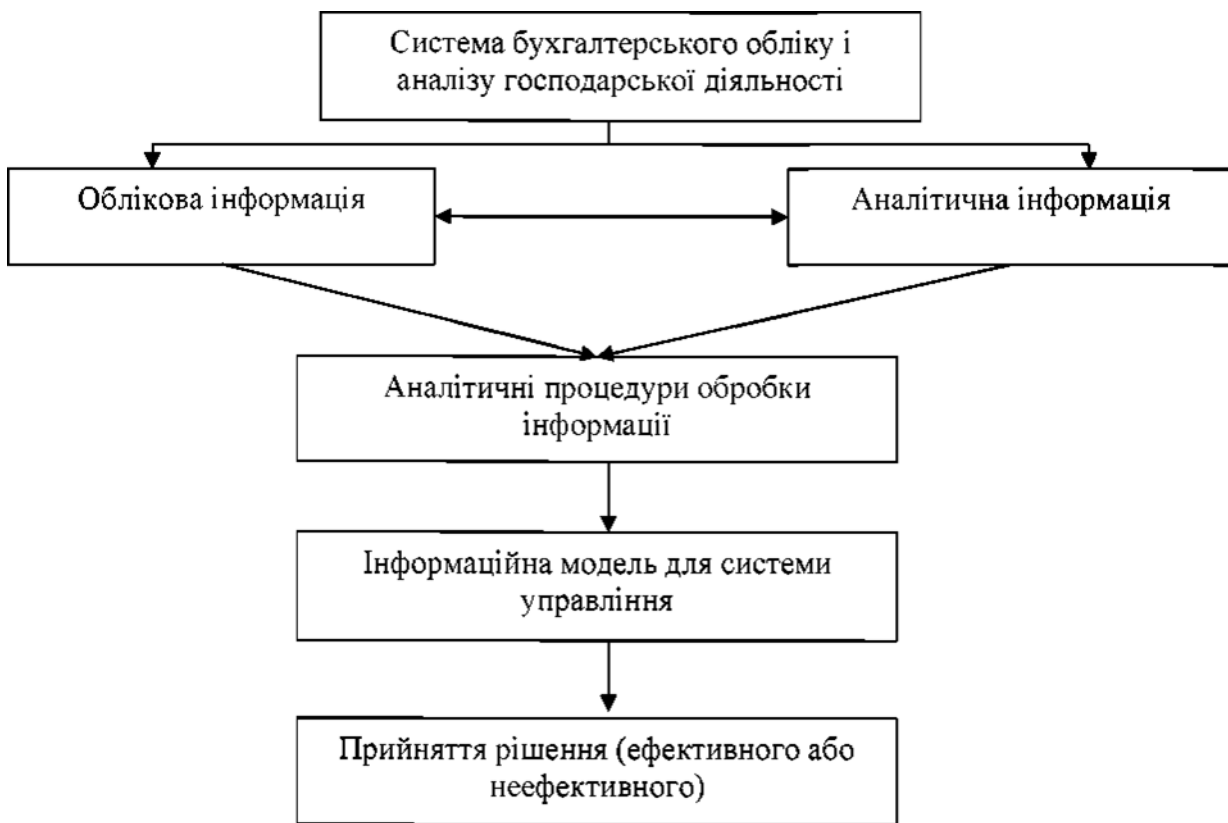 Система бухгалтерського обліку і
аналізу господарської діяльності
Облікова інформація
Аналітична інформація
Аналітичні процедури обробки
інформації
Інформаційна модель для системи
управління
Прийняття рішення (ефективного або
неефективного)